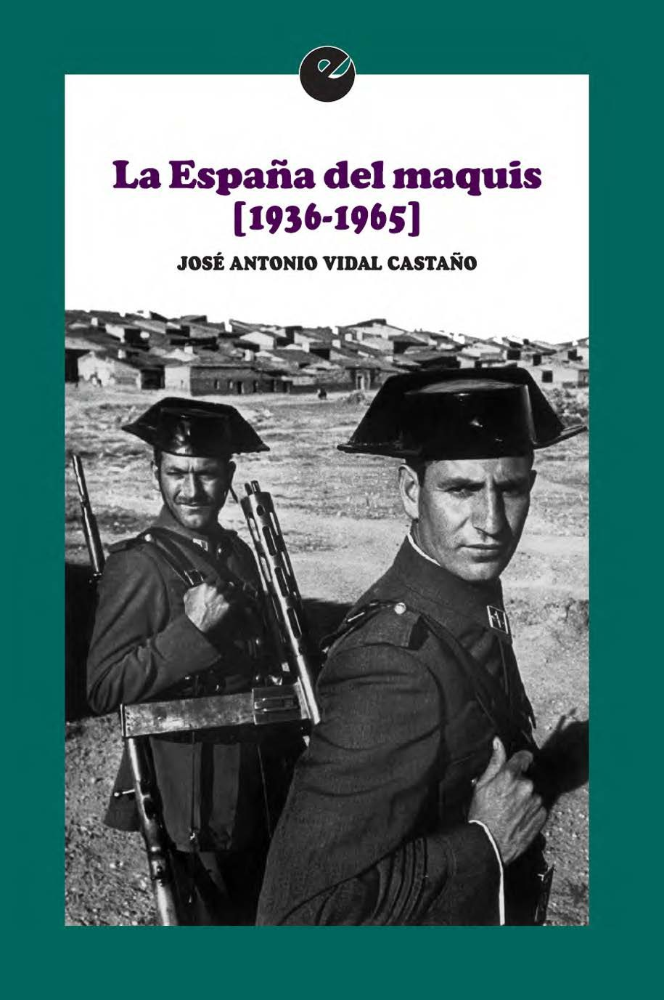 e
La España del maquis
[1936-1965]
JOSÉ ANTONIO VIDAL CASTAÑO